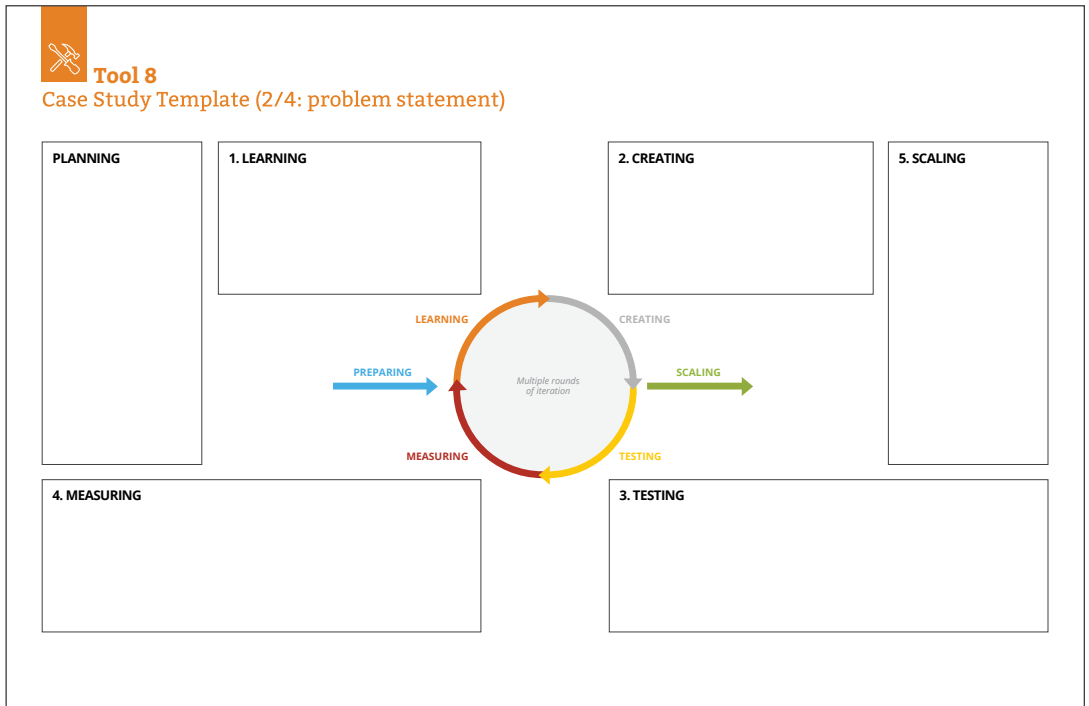 Tool 8
Case Study Template (2/4: problem statement)
PLANNING
1. LEARNING
2. CREATING
5. SCALING
LEARNING
CREATING
PREPARING
Multiple rounds
of iteration
SCALING
MEASURING
TESTING
4. MEASURING
3. TESTING